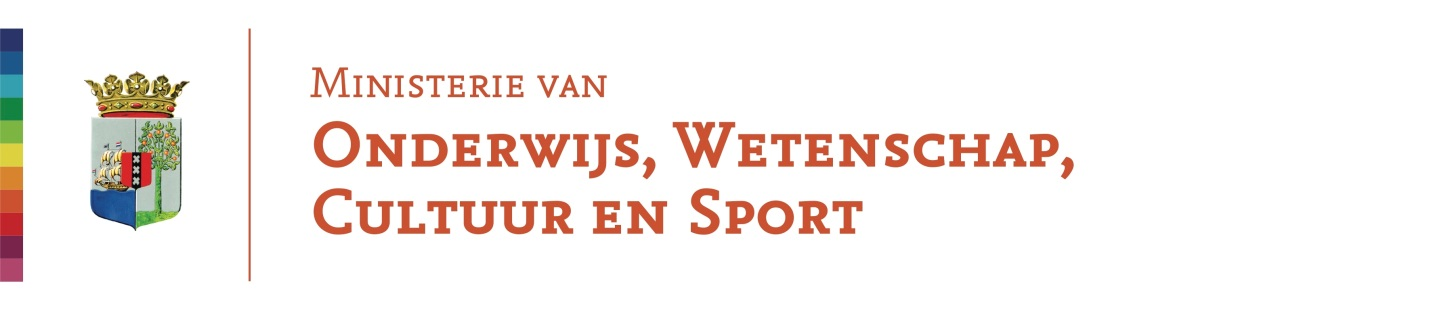 Ministerie van
Onderwijs, Wetenschap,
Cultuur en Sport